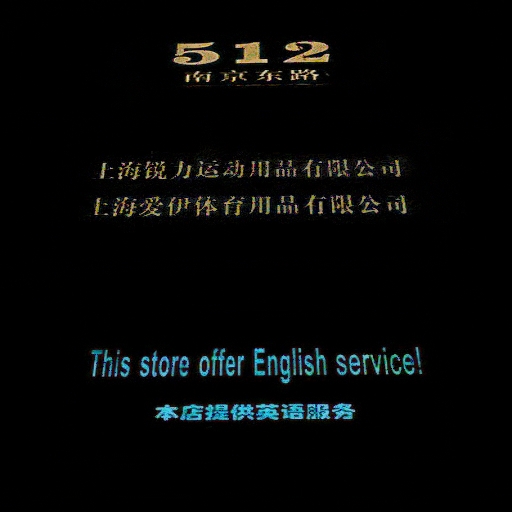 512
南京东路
上海锐力运动用品有限公司
上海爱伊体育用品有限公司
This store offer English service!
本店提供英语服务